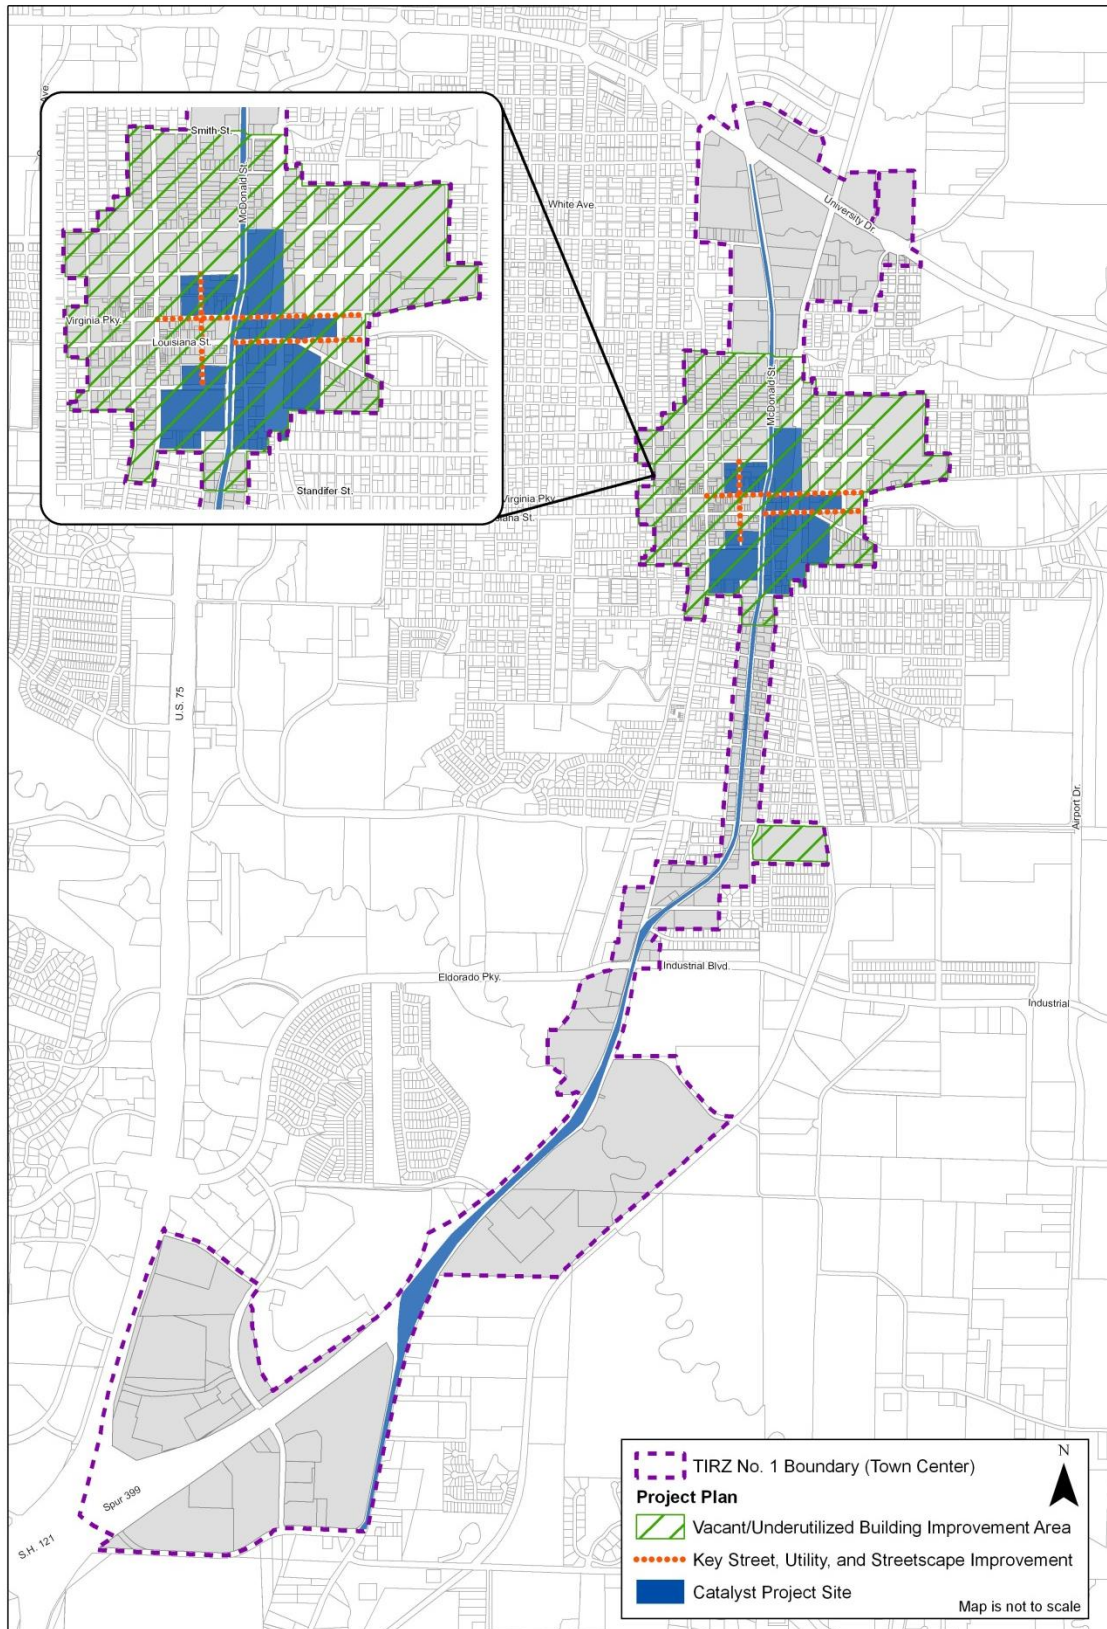 Ave.
Smith St.
McDonald St.
Virginia Pky.
Louisiana St.
Standifer St.
White Ave.
University Dr.
McDonald St.
Virginia Pky.
siana St.
U.S. 75
Airport Dr.
Eldorado Pky.
Industrial Blvd.
Industrial
Spur 399
S.H. 121
N
TIRZ No. 1 Boundary (Town Center)
Project Plan
Vacant/Underutilized Building Improvement Area
Key Street, Utility, and Streetscape Improvement
Catalyst Project Site
Map is not to scale